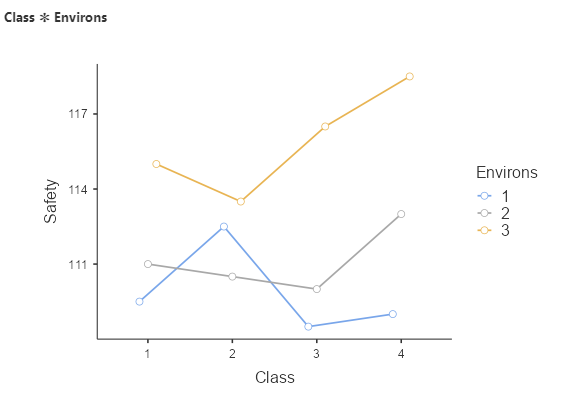 Class ✻ Environs
117
114
111
Safety
1
2
3
4
Class
Environs
1
2
3